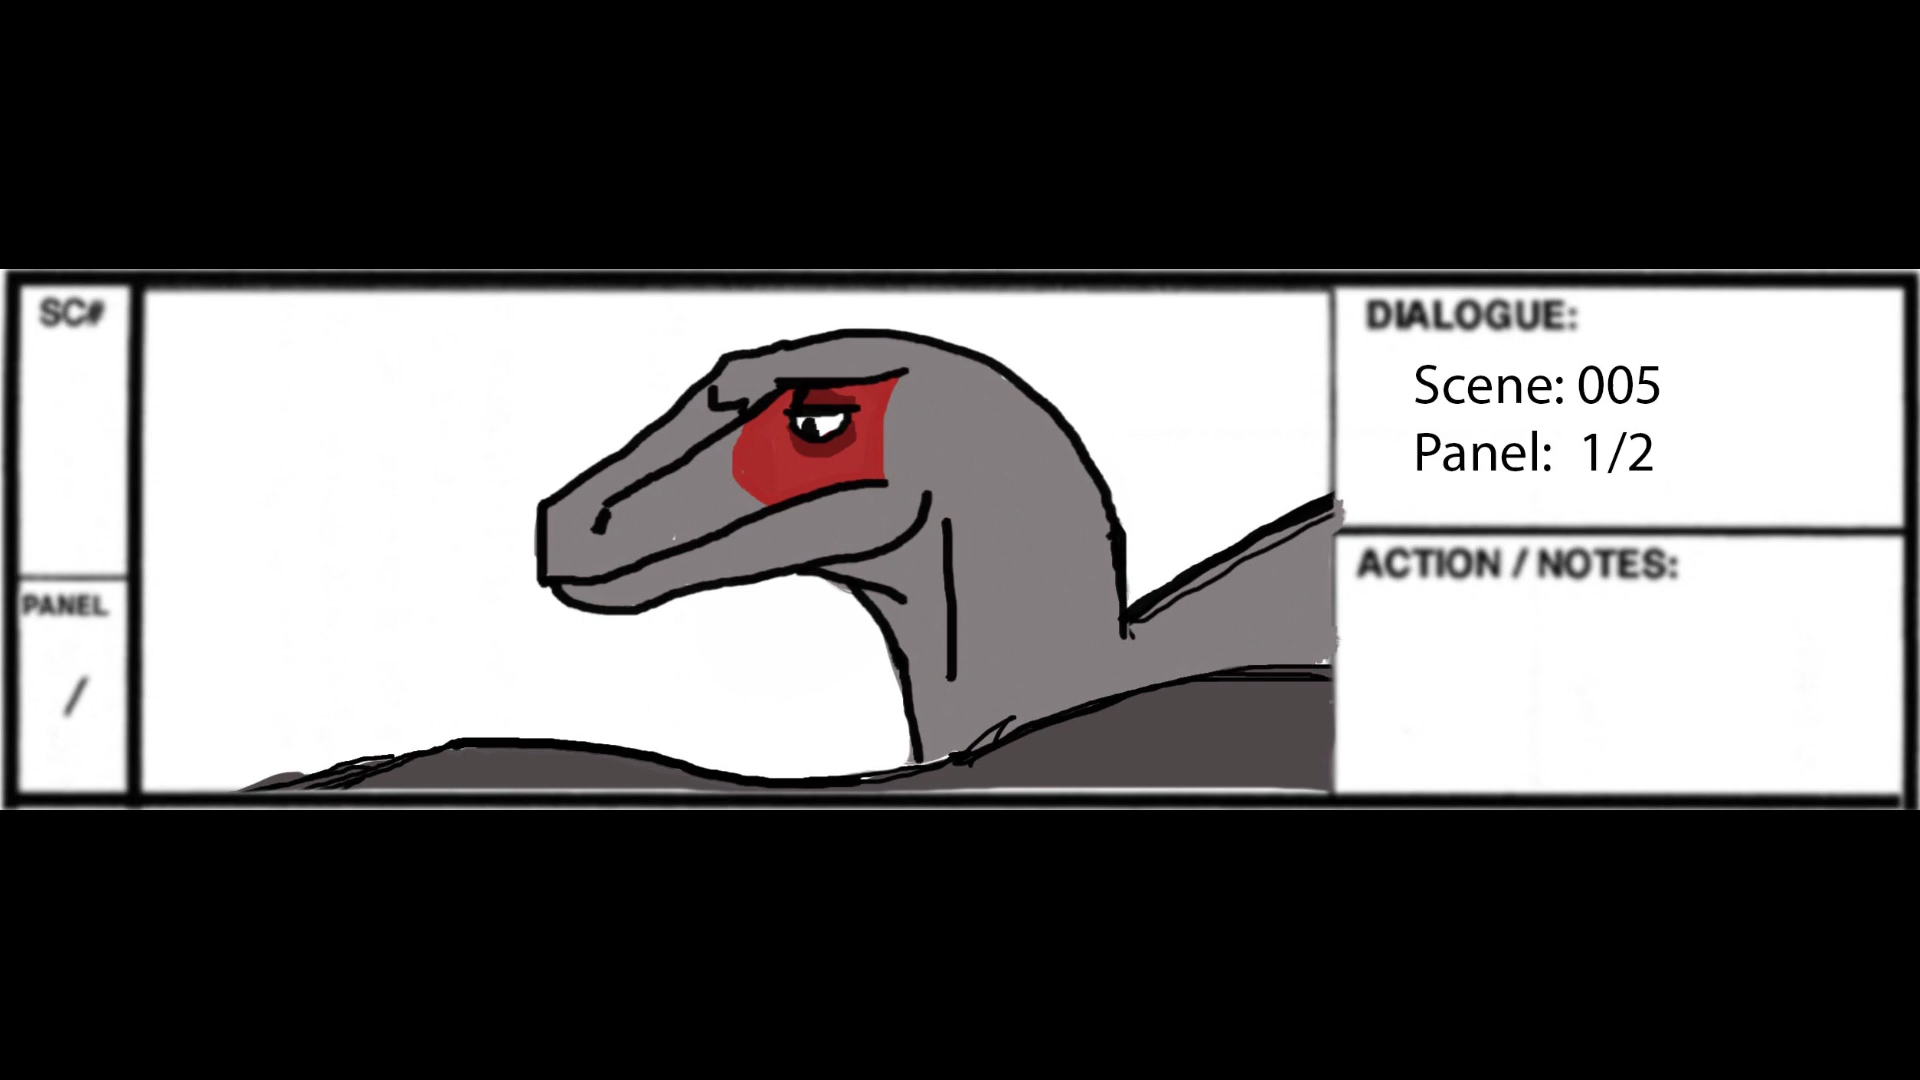 SC#
PANEL
/
DIALOGUE:
Scene: 005
Panel: 1/2
ACTION / NOTES: